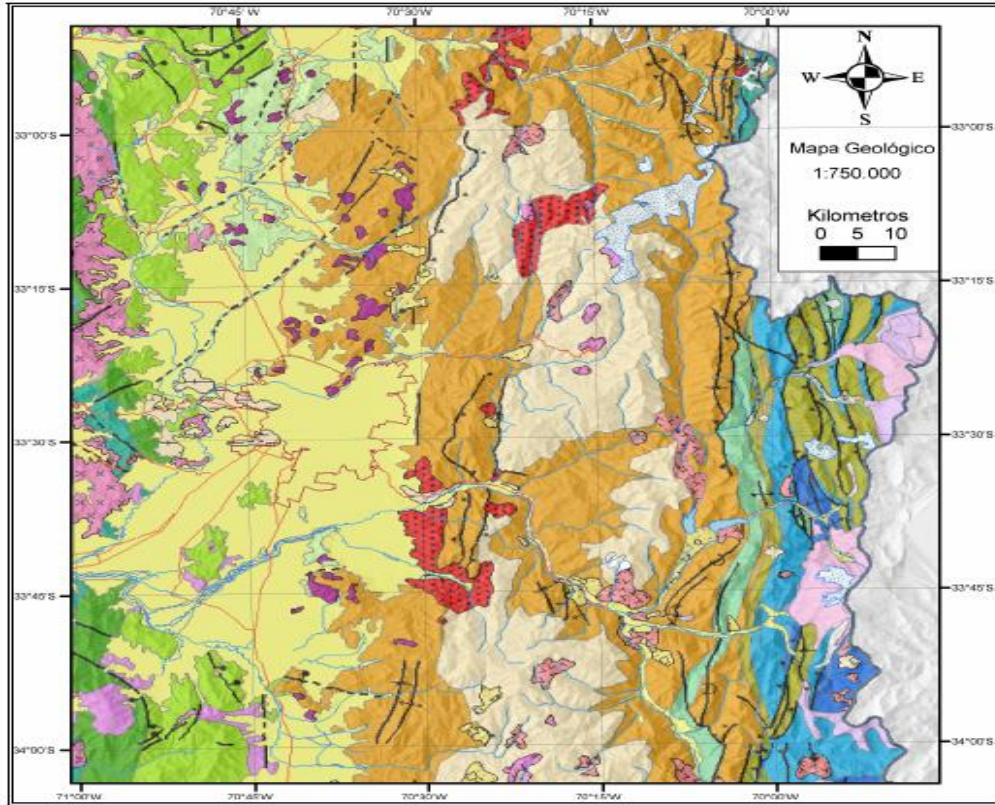 70°45'W 70°30'W 70°15'W 70°00'W
N
W E
S
Mapa Geológico
1:750.000
Kilometros
0 5 10
33°00'S 33°00'S
33°15'S 33°15'S
33°30'S 33°30'S
33°45'S 33°45'S
34°00'S 34°00'S
71°00'W 70°45'W 70°30'W 70°15'W 70°00'W